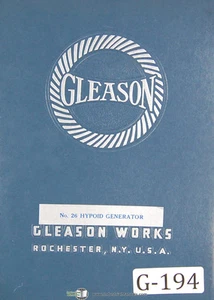 GLEASON
No. 26 HYPOID GENERATOR
GLEASON WORKS
ROCHESTER, N.Y. U.S.A.
G-194